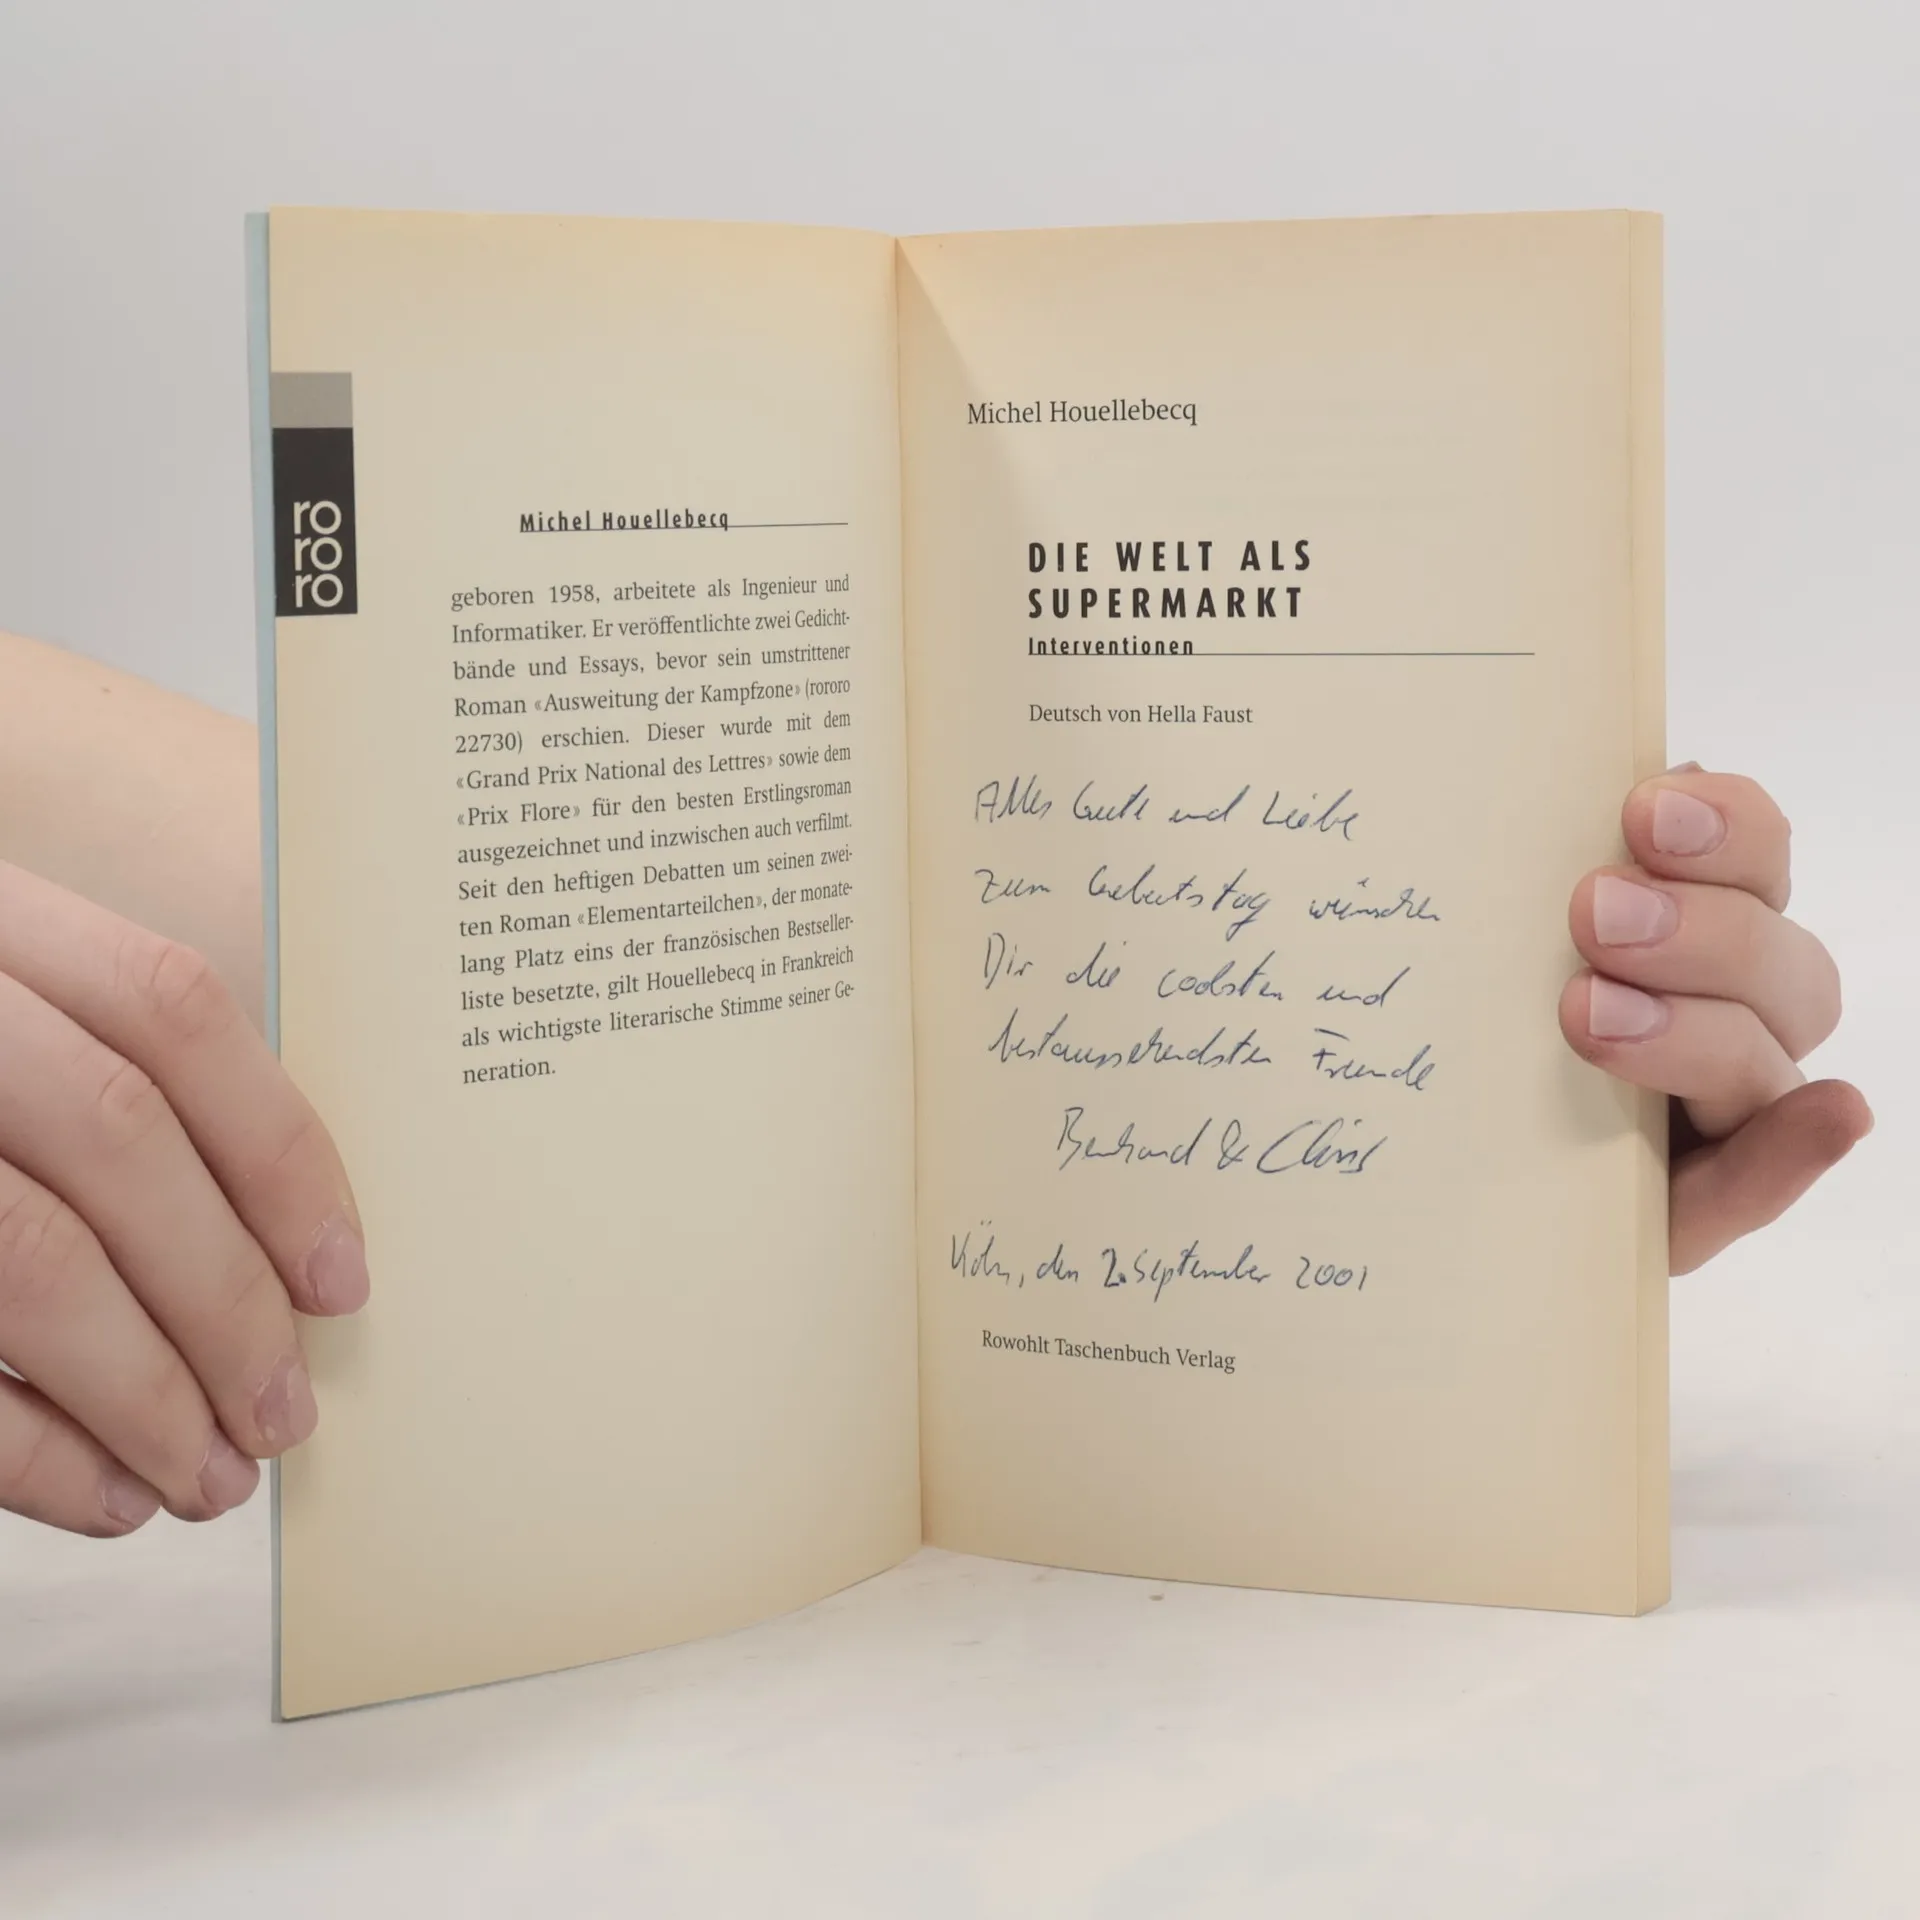 ro
ro
ro
Michel Houellebecq
geboren 1958, arbeitete als Ingenieur und
Informatiker. Er veröffentlichte zwei Gedicht-
bände und Essays, bevor sein umstrittener
Roman «Ausweitung der Kampfzone» (rororo
22730) erschien. Dieser wurde mit dem
«Grand Prix National des Lettres» sowie dem
«Prix Flore» für den besten Erstlingsroman
ausgezeichnet und inzwischen auch verfilmt.
Seit den heftigen Debatten um seinen zwei-
ten Roman «Elementarteilchen», der monate-
lang Platz eins der französischen Bestseller-
liste besetzte, gilt Houellebecq in Frankreich
als wichtigste literarische Stimme seiner Ge-
neration.
Michel Houellebecq
DIE WELT ALS
SUPERMARKT
Interventionen
Deutsch von Hella Faust
Alles Gute und Liebe
zum Geburtstag wünschen
Dir die coolsten und
bestaussehendsten Freunde
Bernhard & Chris
Köln, den 2. September 2001
Rowohlt Taschenbuch Verlag